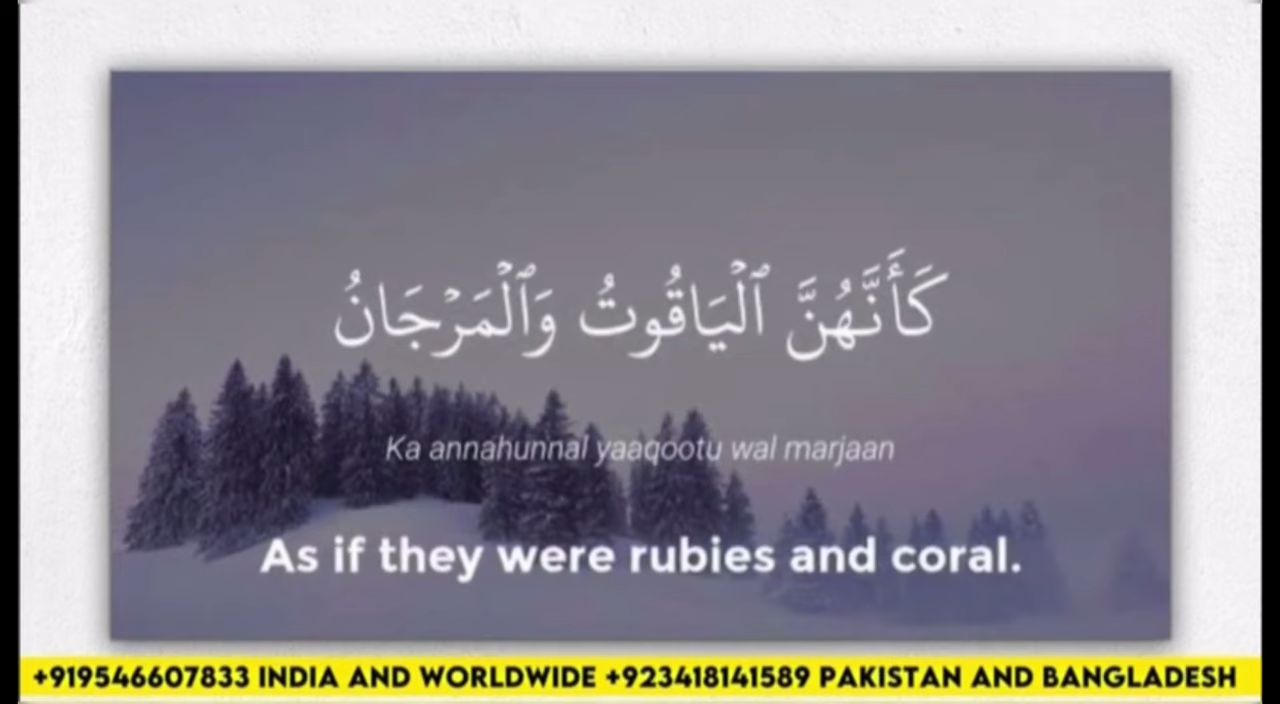 كَأَنَّهُنَّ ٱلْيَاقُوتُ وَٱلْمَرْجَانُ
Ka annahunnal yaaqootu wal marjaan
As if they were rubies and coral.
+919546607833 INDIA AND WORLDWIDE +923418141589 PAKISTAN AND BANGLADESH